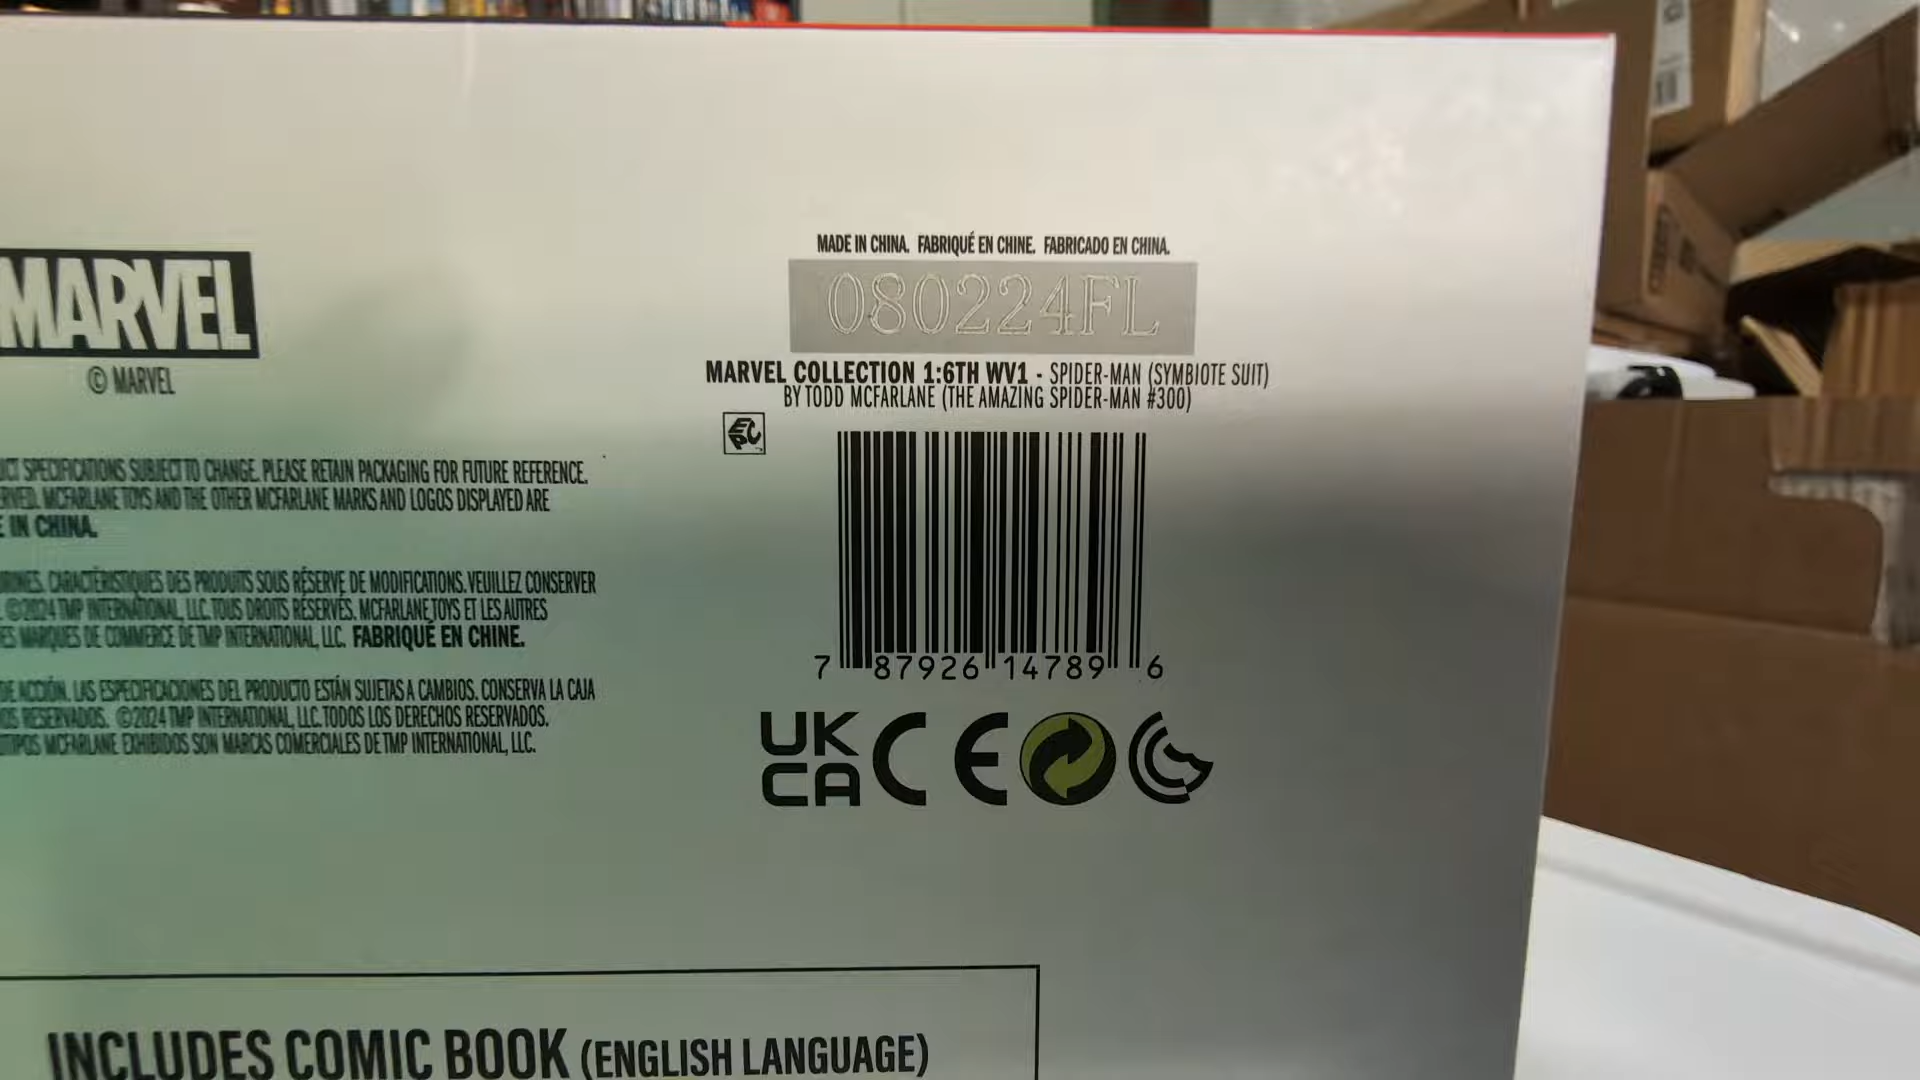 MARVEL
© MARVEL
SPECIFICATIONS SUBJECT TO CHANGE. PLEASE RETAIN PACKAGING FOR FUTURE REFERENCE.
MCFARLANE TOYS AND THE OTHER MCFARLANE MARKS AND LOGOS DISPLAYED ARE
IN CHINA.
CARACTÉRISTIQUES DES PRODUITS SOUS RÉSERVE DE MODIFICATIONS. VEUILLEZ CONSERVER
©2024 TMP INTERNATIONAL, LLC. TOUS DROITS RÉSERVÉS. MCFARLANE TOYS ET LES AUTRES
MARQUES DE COMMERCE DE TMP INTERNATIONAL, LLC. FABRIQUÉ EN CHINE.
DE ACCIÓN. LAS ESPECIFICACIONES DEL PRODUCTO ESTÁN SUJETAS A CAMBIOS. CONSERVA LA CAJA
RESERVADOS. ©2024 TMP INTERNATIONAL, LLC. TODOS LOS DERECHOS RESERVADOS.
MCFARLANE EXHIBIDOS SON MARCAS COMERCIALES DE TMP INTERNATIONAL, LLC.
MADE IN CHINA. FABRIQUÉ EN CHINE. FABRICADO EN CHINA.
080224FL
MARVEL COLLECTION 1:6TH WV1 - SPIDER-MAN (SYMBIOTE SUIT)
BY TODD MCFARLANE (THE AMAZING SPIDER-MAN #300)
EPC
7 87926 14789 6
UK
CA CE
INCLUDES COMIC BOOK (ENGLISH LANGUAGE)